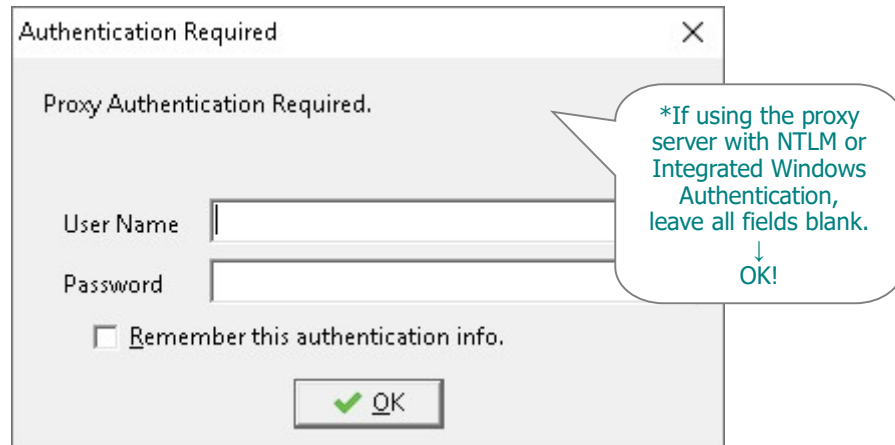 Authentication Required
Proxy Authentication Required.
*If using the proxy
server with NTLM or
Integrated Windows
Authentication,
leave all fields blank.
↓
OK!
User Name
Password
Remember this authentication info.
OK